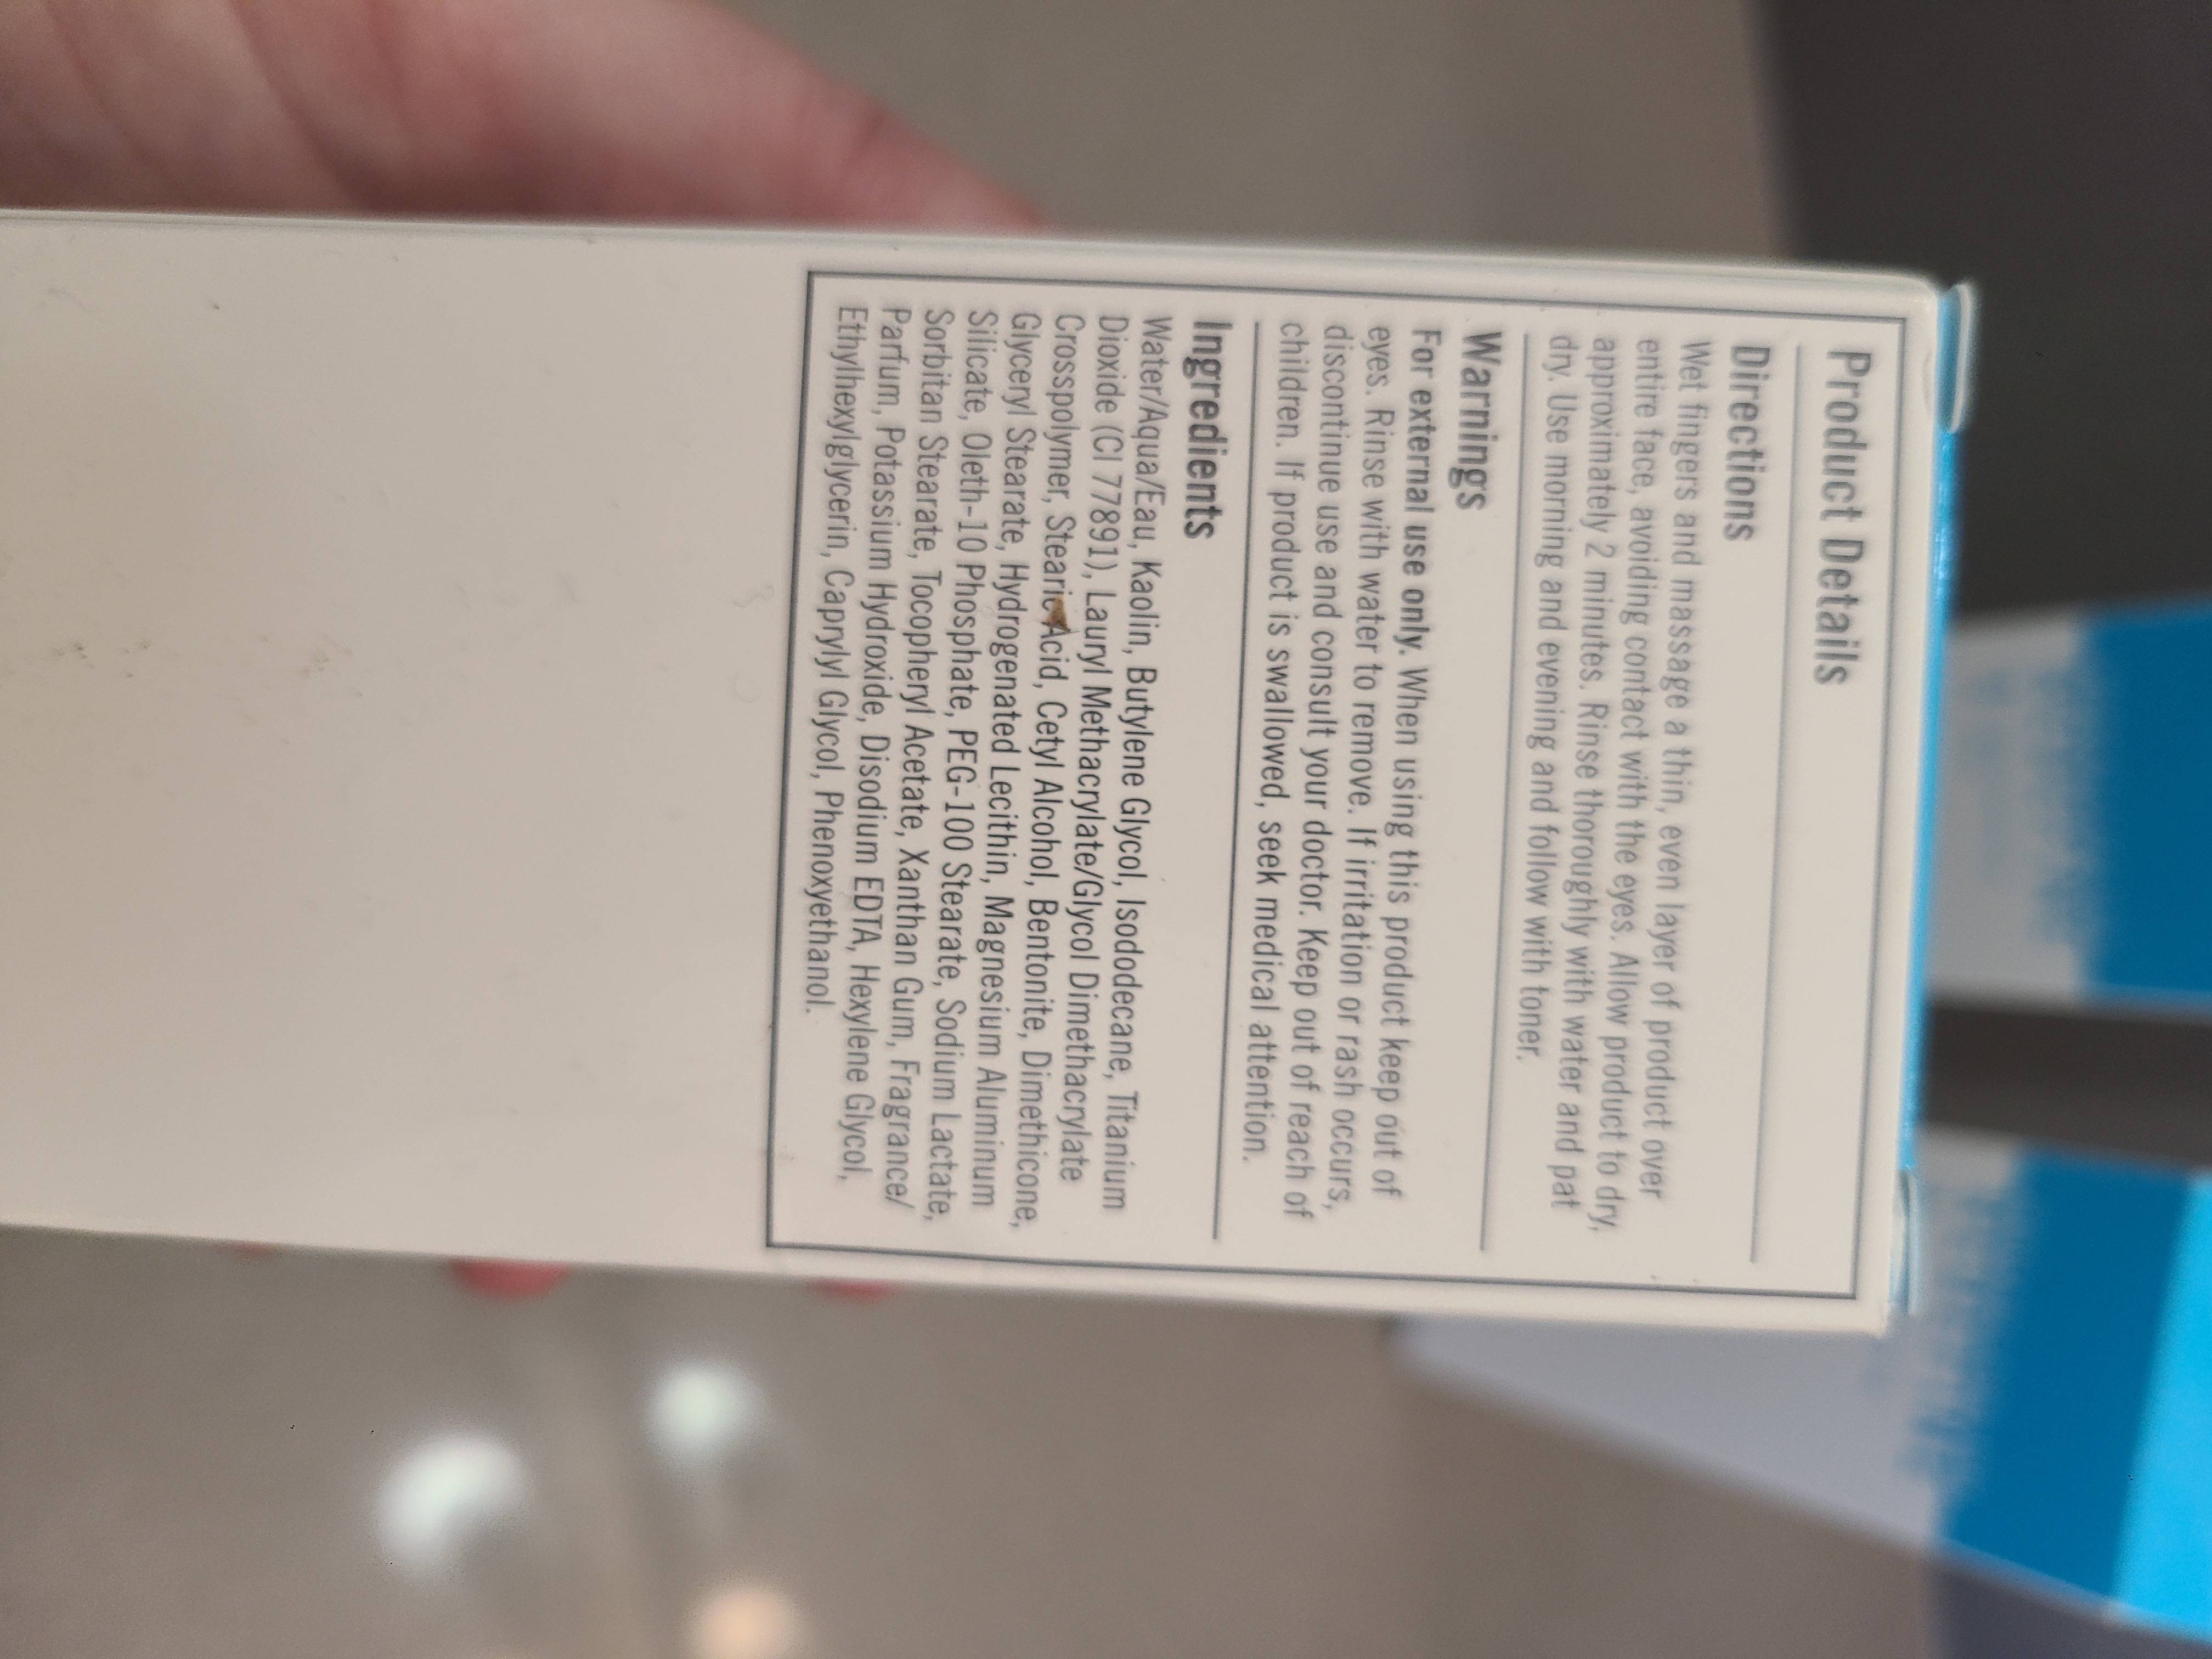 Product Details
Directions
Wet fingers and massage a thin, even layer of product over
entire face, avoiding contact with the eyes. Allow product to dry,
approximately 2 minutes. Rinse thoroughly with water and pat
dry. Use morning and evening and follow with toner.
Warnings
For external use only. When using this product keep out of
eyes. Rinse with water to remove. If irritation or rash occurs,
discontinue use and consult your doctor. Keep out of reach of
children. If product is swallowed, seek medical attention.
Ingredients
Water/Aqua/Eau, Kaolin, Butylene Glycol, Isododecane, Titanium
Dioxide (CI 77891), Lauryl Methacrylate/Glycol Dimethacrylate
Crosspolymer, Stearic Acid, Cetyl Alcohol, Bentonite, Dimethicone,
Glyceryl Stearate, Hydrogenated Lecithin, Magnesium Aluminum
Silicate, Oleth-10 Phosphate, PEG-100 Stearate, Sodium Lactate,
Sorbitan Stearate, Tocopheryl Acetate, Xanthan Gum, Fragrance/
Parfum, Potassium Hydroxide, Disodium EDTA, Hexylene Glycol,
Ethylhexylglycerin, Caprylyl Glycol, Phenoxyethanol.